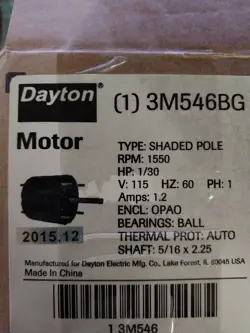 Dayton (1) 3M546BG
Motor
TYPE: SHADED POLE
RPM: 1550
HP: 1/30
V: 115 HZ: 60 PH: 1
Amps: 1.2
ENCL: OPAO
BEARINGS: BALL
2015.12 THERMAL PROT: AUTO
SHAFT: 5/16 x 2.25
Manufactured for Dayton Electric Mfg. Co., Lake Forest, IL 60045 USA
Made In China
1 3M546